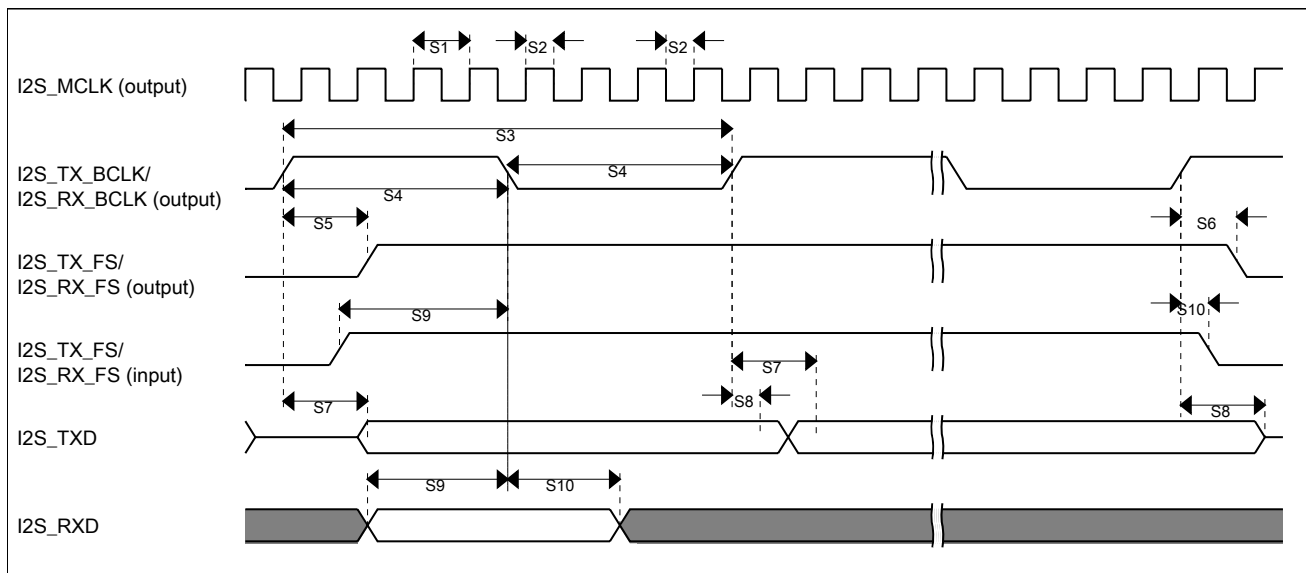 S1
S2
S2
I2S_MCLK (output)
S3
I2S_TX_BCLK/
I2S_RX_BCLK (output)
S4
S4
S5
S6
I2S_TX_FS/
I2S_RX_FS (output)
S9
S10
I2S_TX_FS/
I2S_RX_FS (input)
S7
S7
S8
S8
I2S_TXD
S9
S10
I2S_RXD